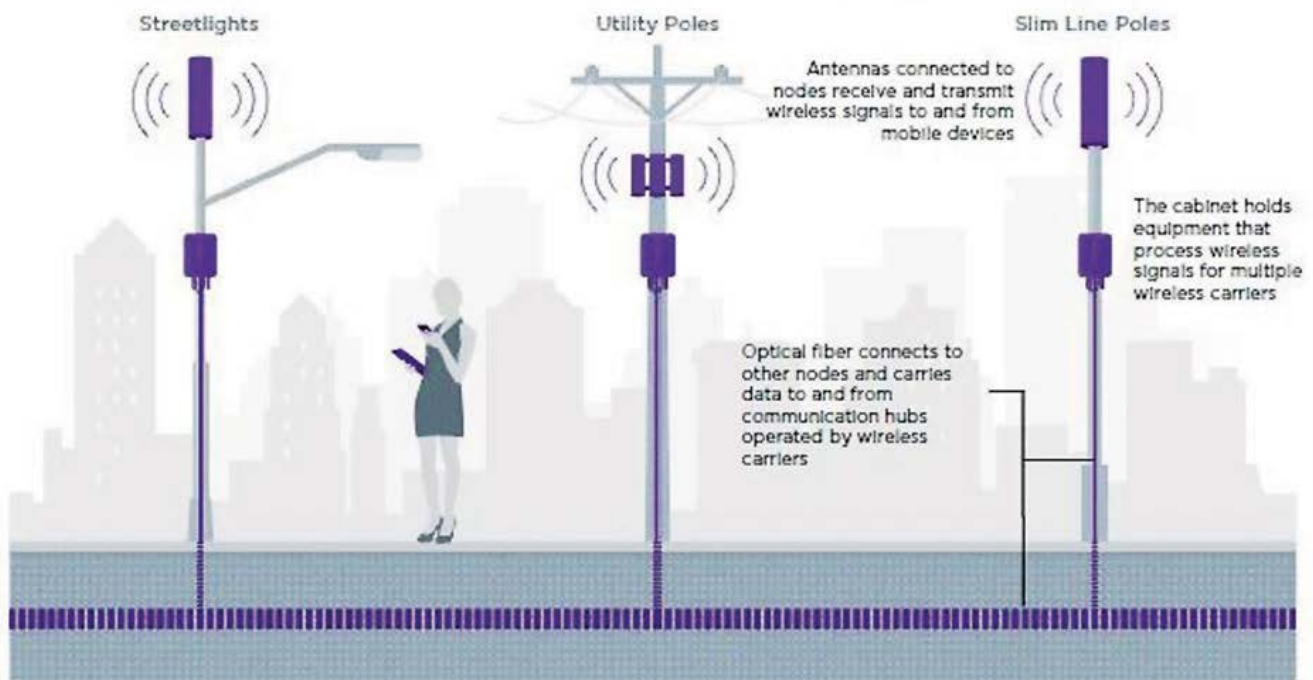 Streetlights
Utility Poles
Slim Line Poles
Antennas connected to
nodes receive and transmit
wireless signals to and from
mobile devices
The cabinet holds
equipment that
process wireless
signals for multiple
wireless carriers
Optical fiber connects to
other nodes and carries
data to and from
communication hubs
operated by wireless
carriers